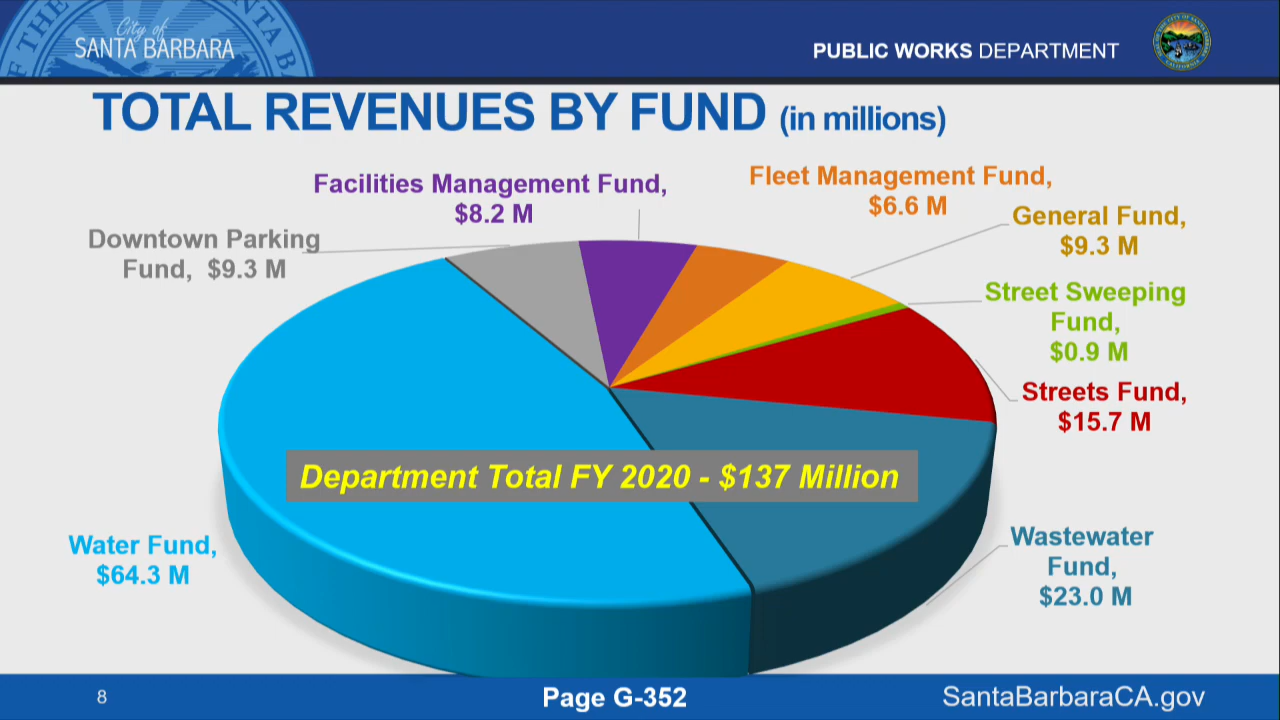 City of
SANTA BARBARA
PUBLIC WORKS DEPARTMENT
TOTAL REVENUES BY FUND (in millions)
Facilities Management Fund,
$8.2 M
Fleet Management Fund,
$6.6 M
General Fund,
$9.3 M
Downtown Parking
Fund, $9.3 M
Street Sweeping
Fund,
$0.9 M
Streets Fund,
$15.7 M
Department Total FY 2020 - $137 Million
Water Fund,
$64.3 M
Wastewater
Fund,
$23.0 M
8
Page G-352
SantaBarbaraCA.gov